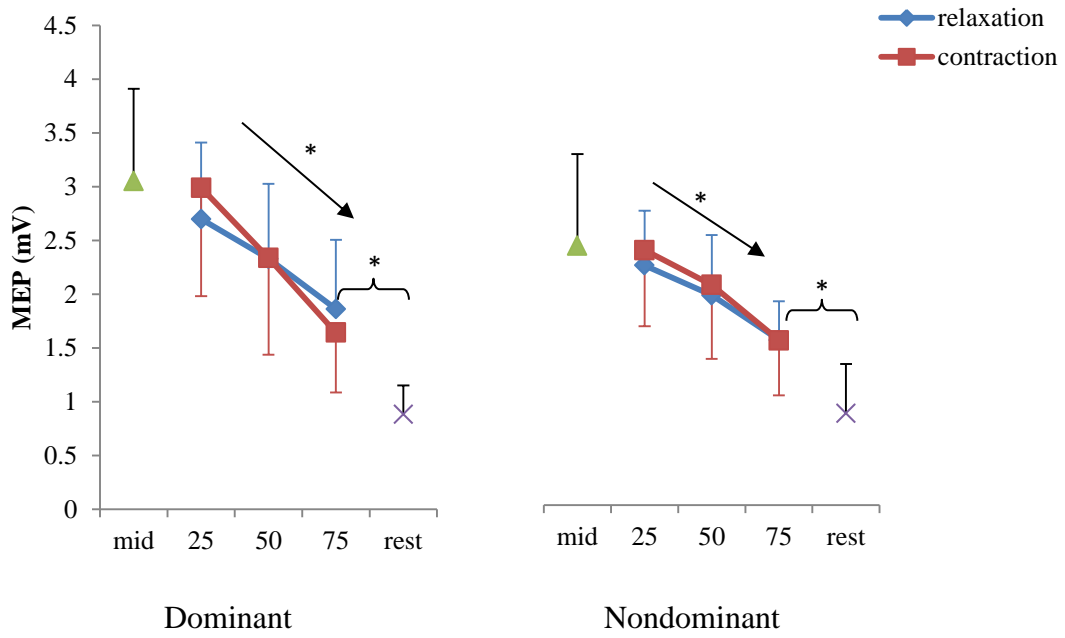 relaxation
contraction
MEP (mV)
4.5
4
3.5
3
2.5
2
1.5
1
0.5
0
*
*
*
*
mid 25 50 75 rest
mid 25 50 75 rest
Dominant
Nondominant